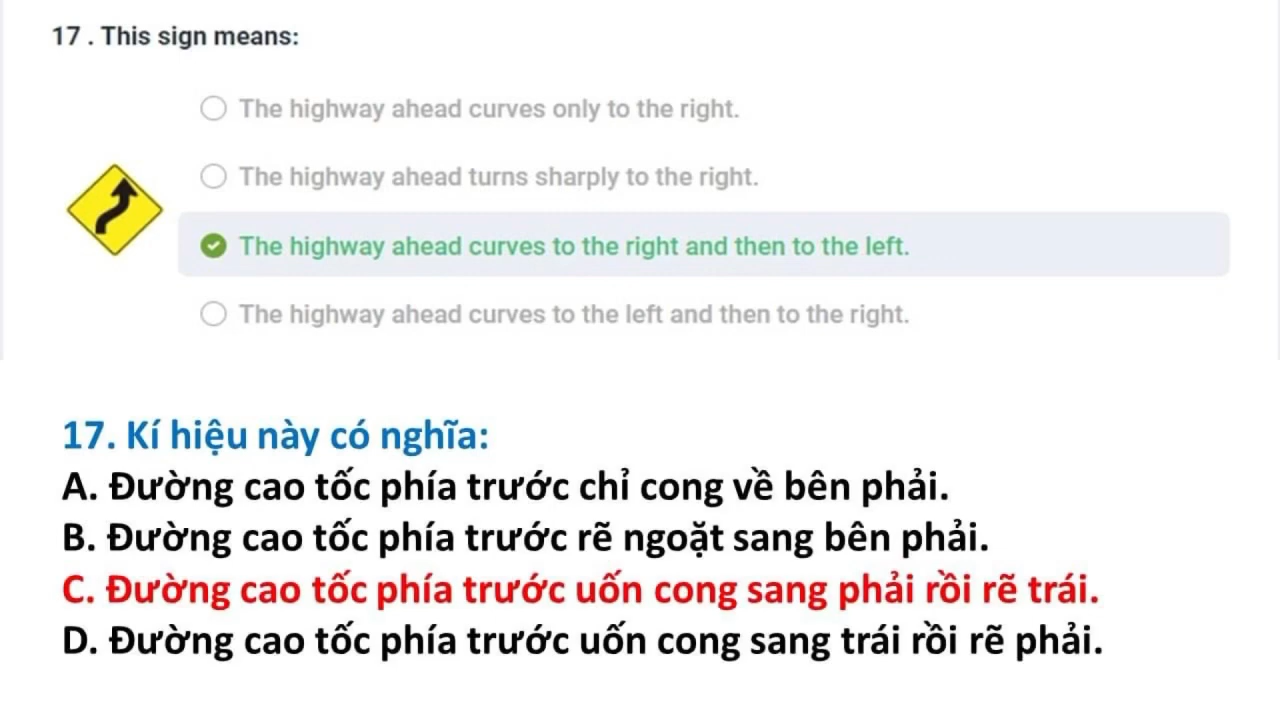 17 . This sign means:
The highway ahead curves only to the right.
The highway ahead turns sharply to the right.
The highway ahead curves to the right and then to the left.
The highway ahead curves to the left and then to the right.
17. Kí hiệu này có nghĩa:
A. Đường cao tốc phía trước chỉ cong về bên phải.
B. Đường cao tốc phía trước rẽ ngoặt sang bên phải.
C. Đường cao tốc phía trước uốn cong sang phải rồi rẽ trái.
D. Đường cao tốc phía trước uốn cong sang trái rồi rẽ phải.